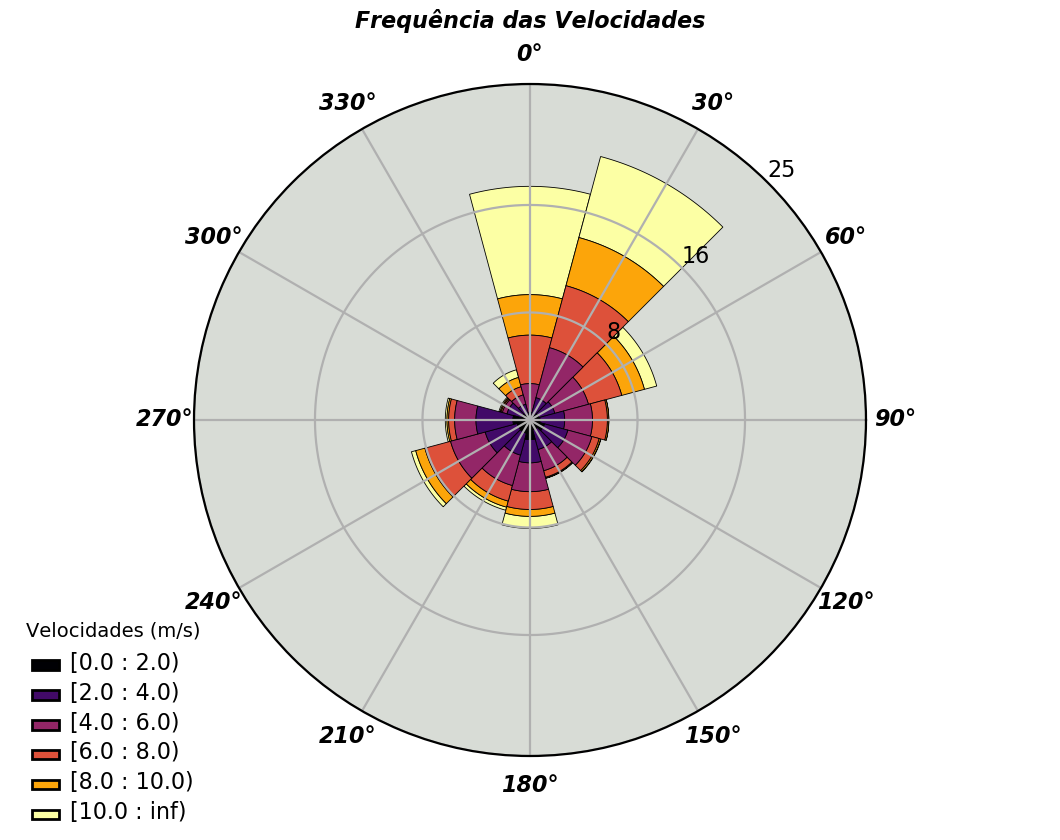 Frequência das Velocidades
0°
30°
60°
90°
120°
150°
180°
210°
240°
270°
300°
330°
8
16
25
Velocidades (m/s)
[0.0 : 2.0)
[2.0 : 4.0)
[4.0 : 6.0)
[6.0 : 8.0)
[8.0 : 10.0)
[10.0 : inf)